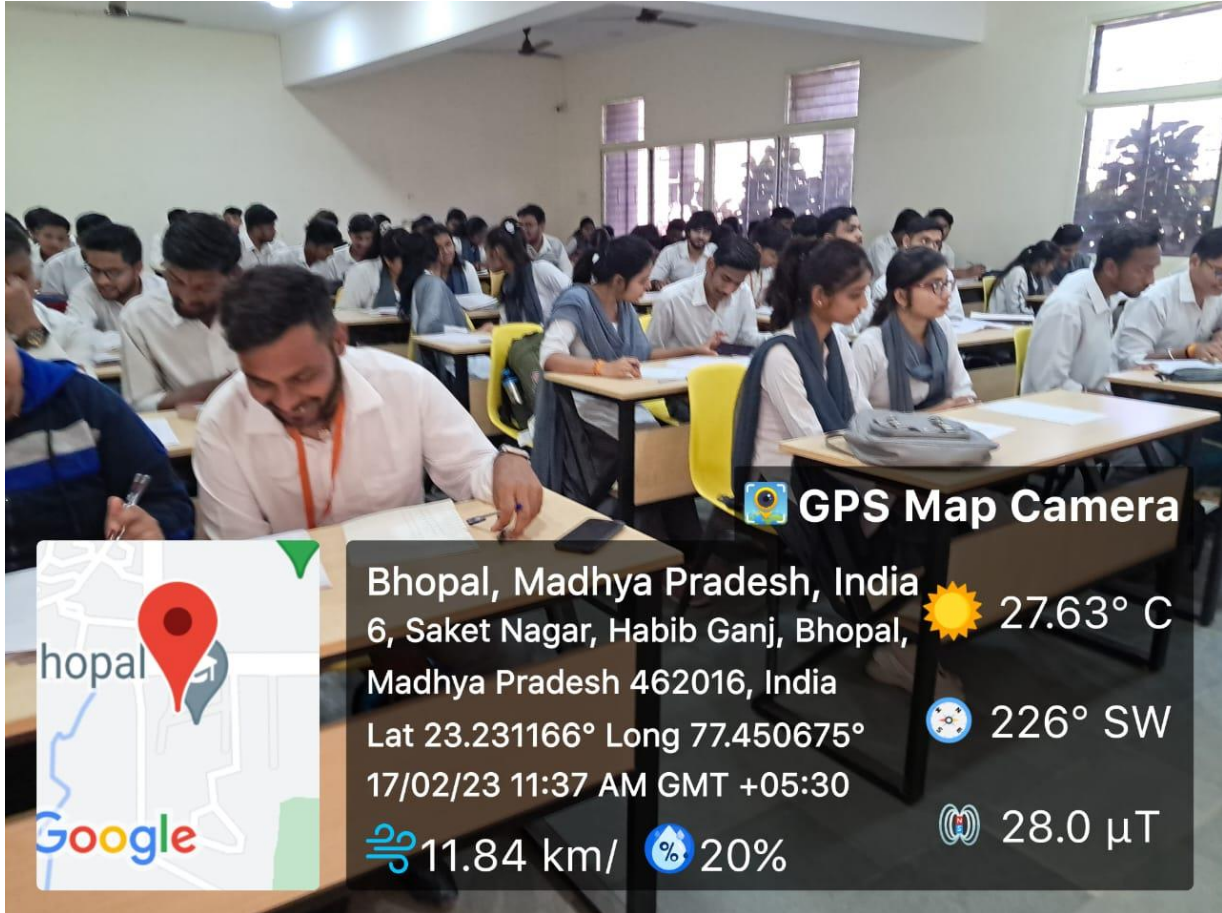 GPS Map Camera
Bhopal, Madhya Pradesh, India
6, Saket Nagar, Habib Ganj, Bhopal,
Madhya Pradesh 462016, India
Lat 23.231166° Long 77.450675°
17/02/23 11:37 AM GMT +05:30
11.84 km/
20%
27.63° C
226° SW
28.0 µT
hopal
Google